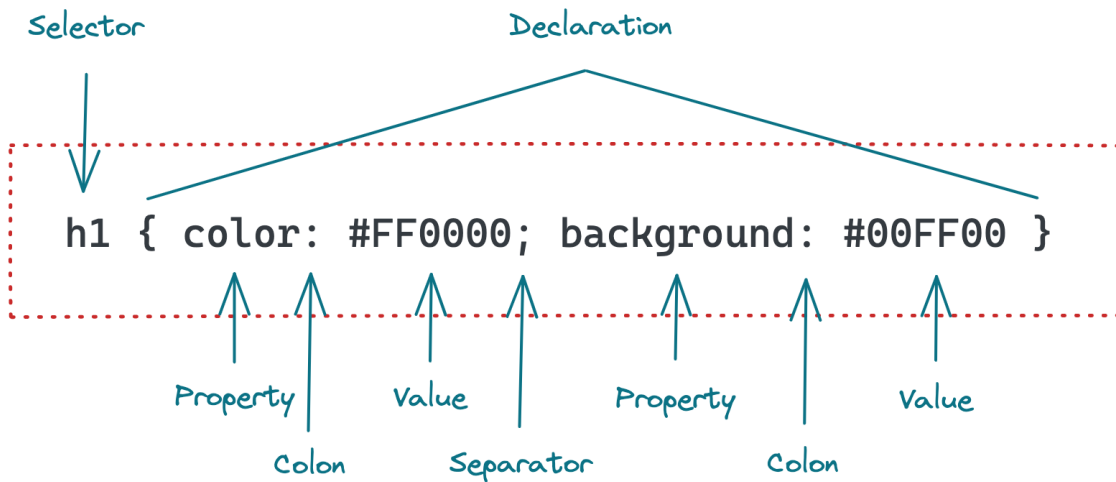 Selector
Declaration
h1 { color: #FF0000; background: #00FF00 }
Property
Value
Property
Value
Colon
Separator
Colon